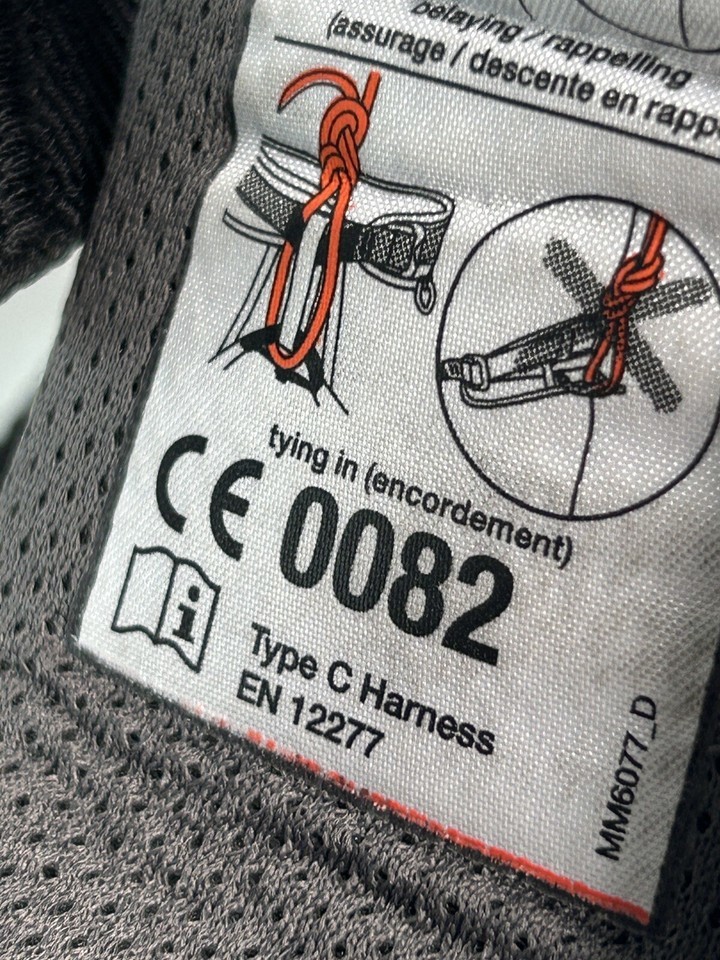 belaying / rappelling
(assurage / descente en rapp
tying in (encordement)
CE 0082
i
Type C Harness
EN 12277
MM6077_D